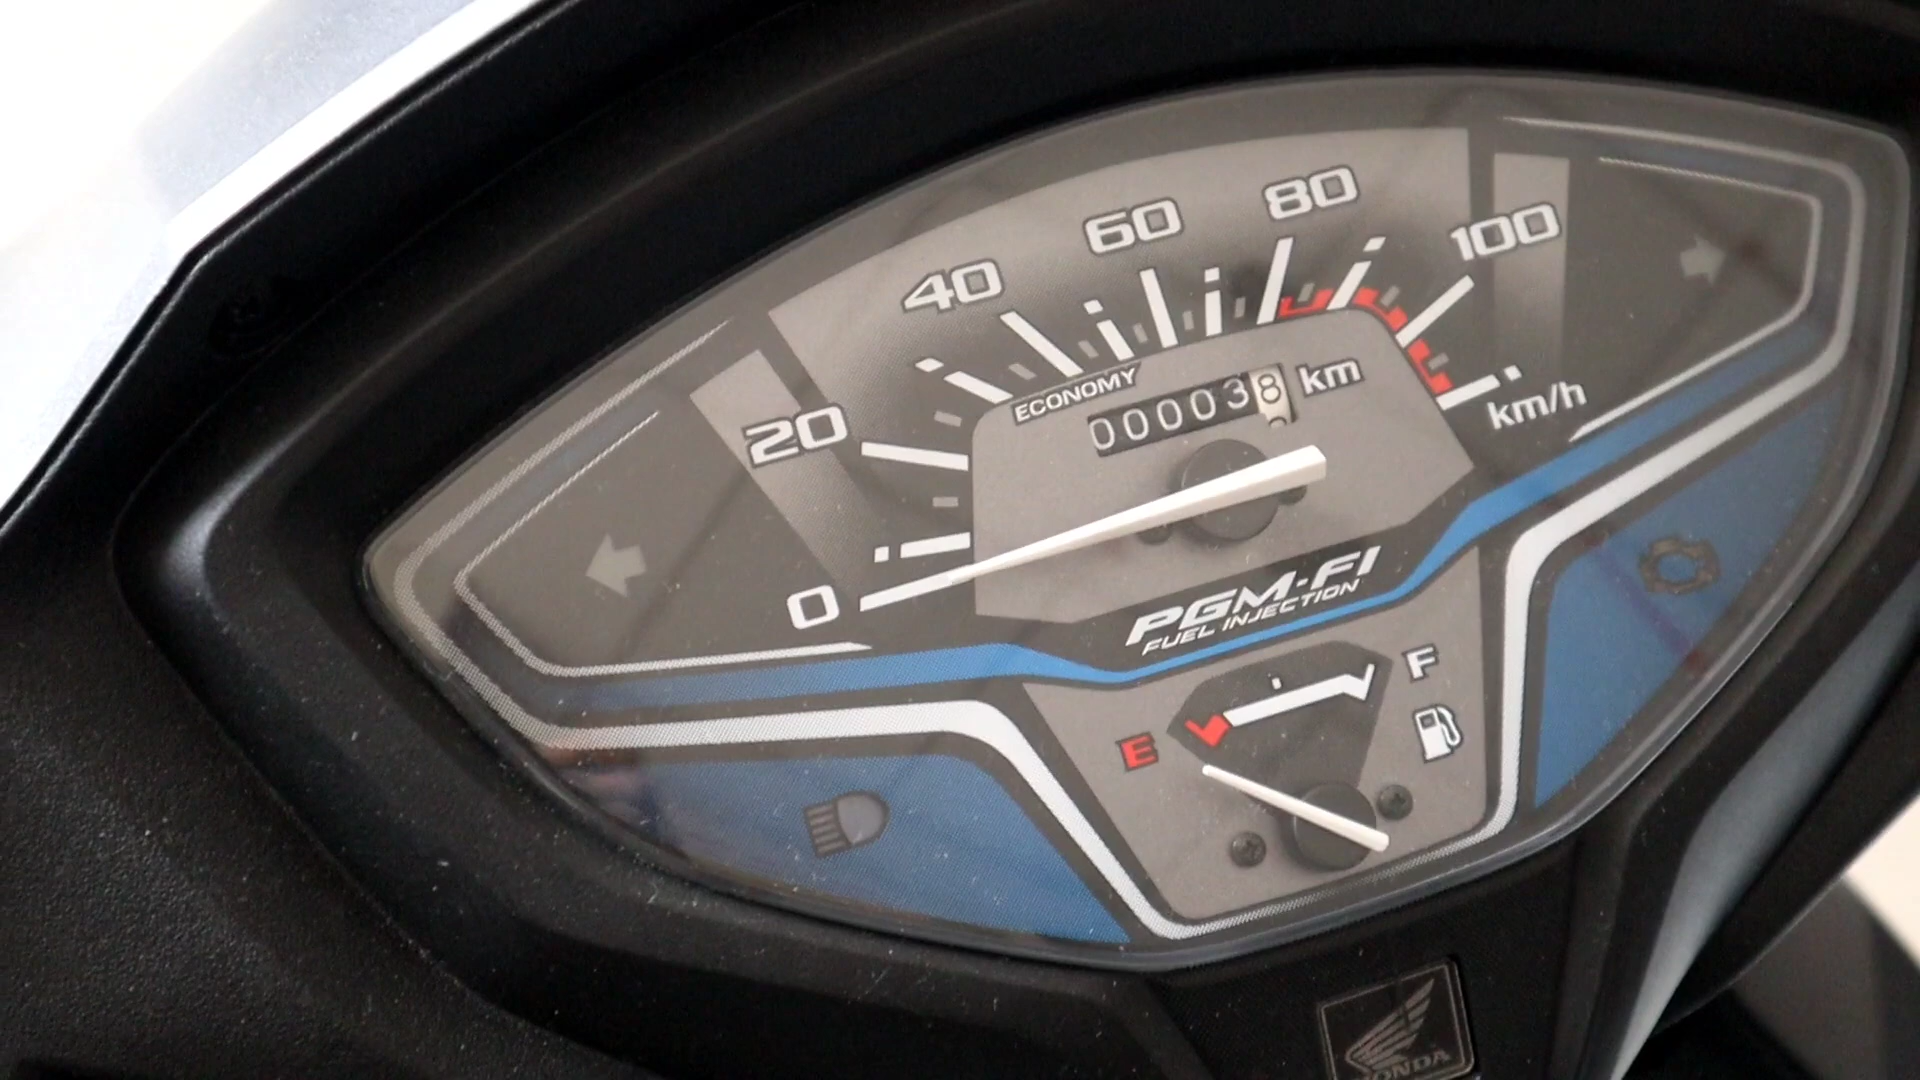 0
20
40
60
80
100
km/h
ECONOMY
000038 km
PGM-FI
FUEL INJECTION
E
F
HONDA